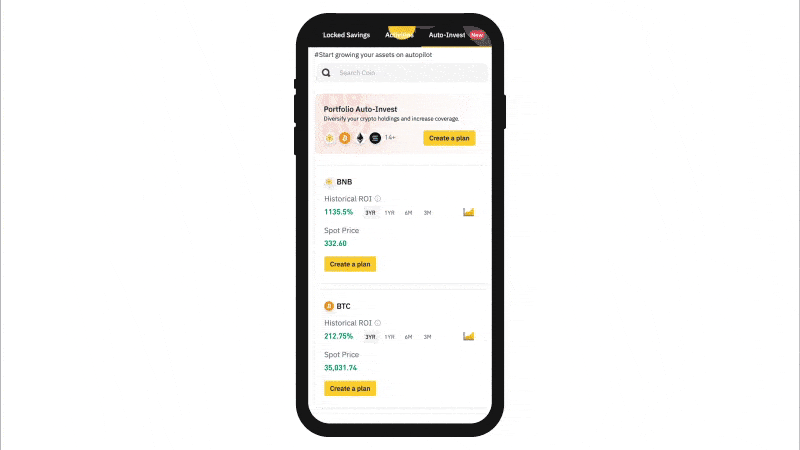 Locked Savings Activities Auto-Invest New
#Start growing your assets on autopilot
Search Coin
Portfolio Auto-Invest
Diversify your crypto holdings and increase coverage.
14+ Create a plan
BNB
Historical ROI
1135.5% 3YR 1YR 6M 3M
Spot Price
332.60
Create a plan
BTC
Historical ROI
212.75% 3YR 1YR 6M 3M
Spot Price
35,031.74
Create a plan